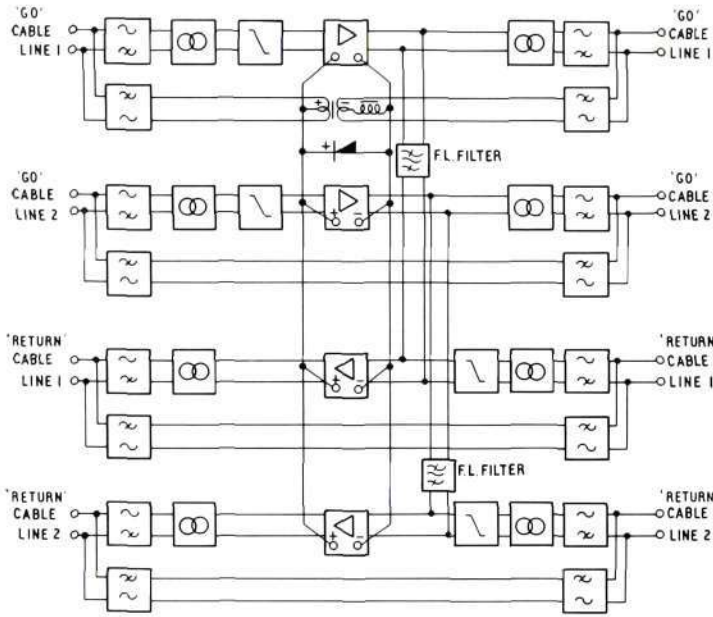 'GO' 'GO'
CABLE CABLE
LINE 1 LINE 1
+ −
+
F.L. FILTER
'GO' 'GO'
CABLE CABLE
LINE 2 LINE 2
+ −
'RETURN' 'RETURN'
CABLE CABLE
LINE 1 LINE 1
+ −
F.L. FILTER
'RETURN' 'RETURN'
CABLE CABLE
LINE 2 LINE 2
+ −